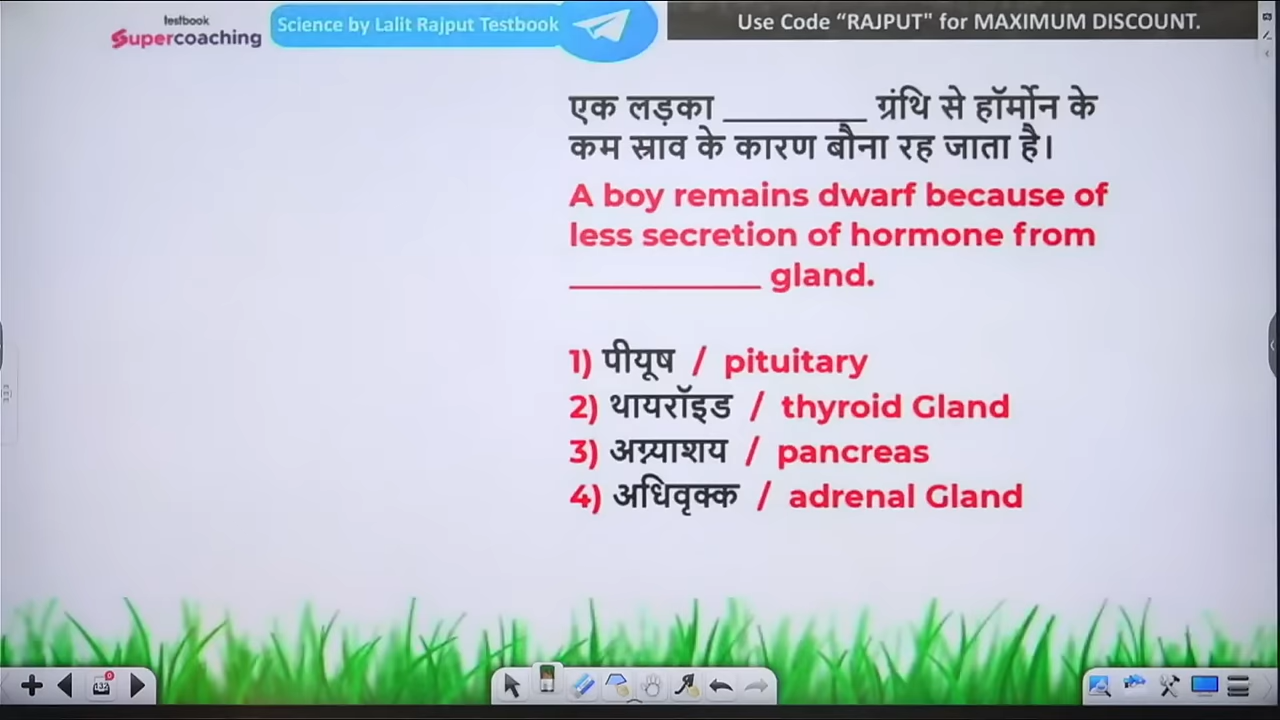 testbook
Supercoaching
Science by Lalit Rajput Testbook
Use Code “RAJPUT" for MAXIMUM DISCOUNT.
एक लड़का _________ ग्रंथि से हॉर्मोन के
कम स्राव के कारण बौना रह जाता है।
A boy remains dwarf because of
less secretion of hormone from
____________ gland.
1) पीयूष / pituitary
2) थायरॉइड / thyroid Gland
3) अग्न्याशय / pancreas
4) अधिवृक्क / adrenal Gland